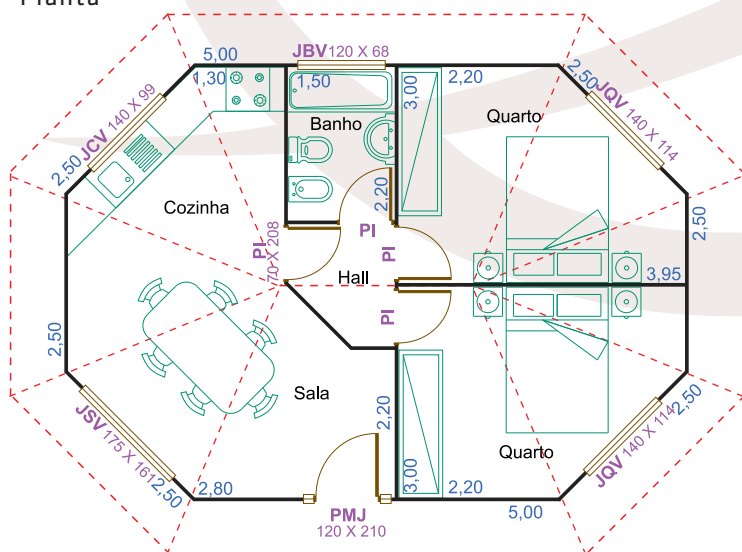 Planta
5,00
JBV 120 X 68
1,30
1,50
3,00
2,20
2,50
JQV 140 X 114
Quarto
JCV 140 X 99
Banho
2,50
Cozinha
2,20
2,50
PI
PI
PI
70 X 208
Hall
3,95
PI
2,50
Sala
2,20
JSV 175 X 161
2,50
2,80
PMJ
120 X 210
3,00
2,20
Quarto
5,00
JQV 140 X 114
2,50